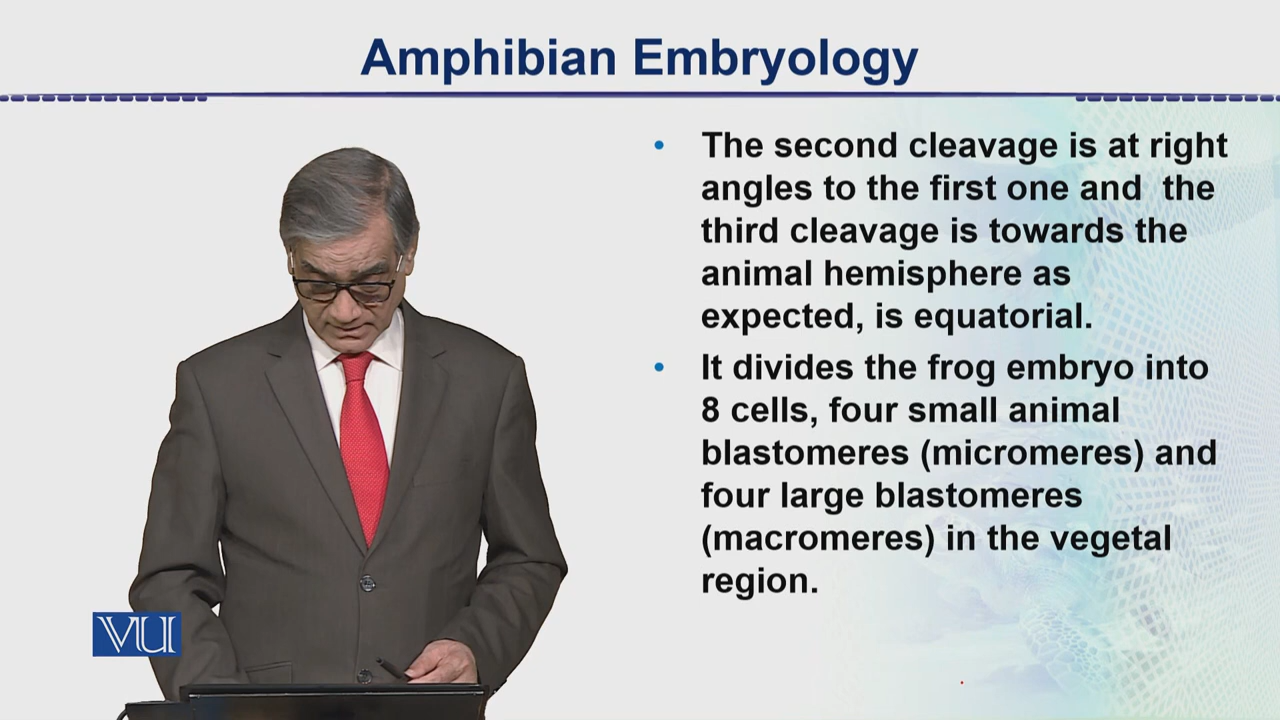 Amphibian Embryology
• The second cleavage is at right
angles to the first one and  the
third cleavage is towards the
animal hemisphere as
expected, is equatorial.
• It divides the frog embryo into
8 cells, four small animal
blastomeres (micromeres) and
four large blastomeres
(macromeres) in the vegetal
region.
VU